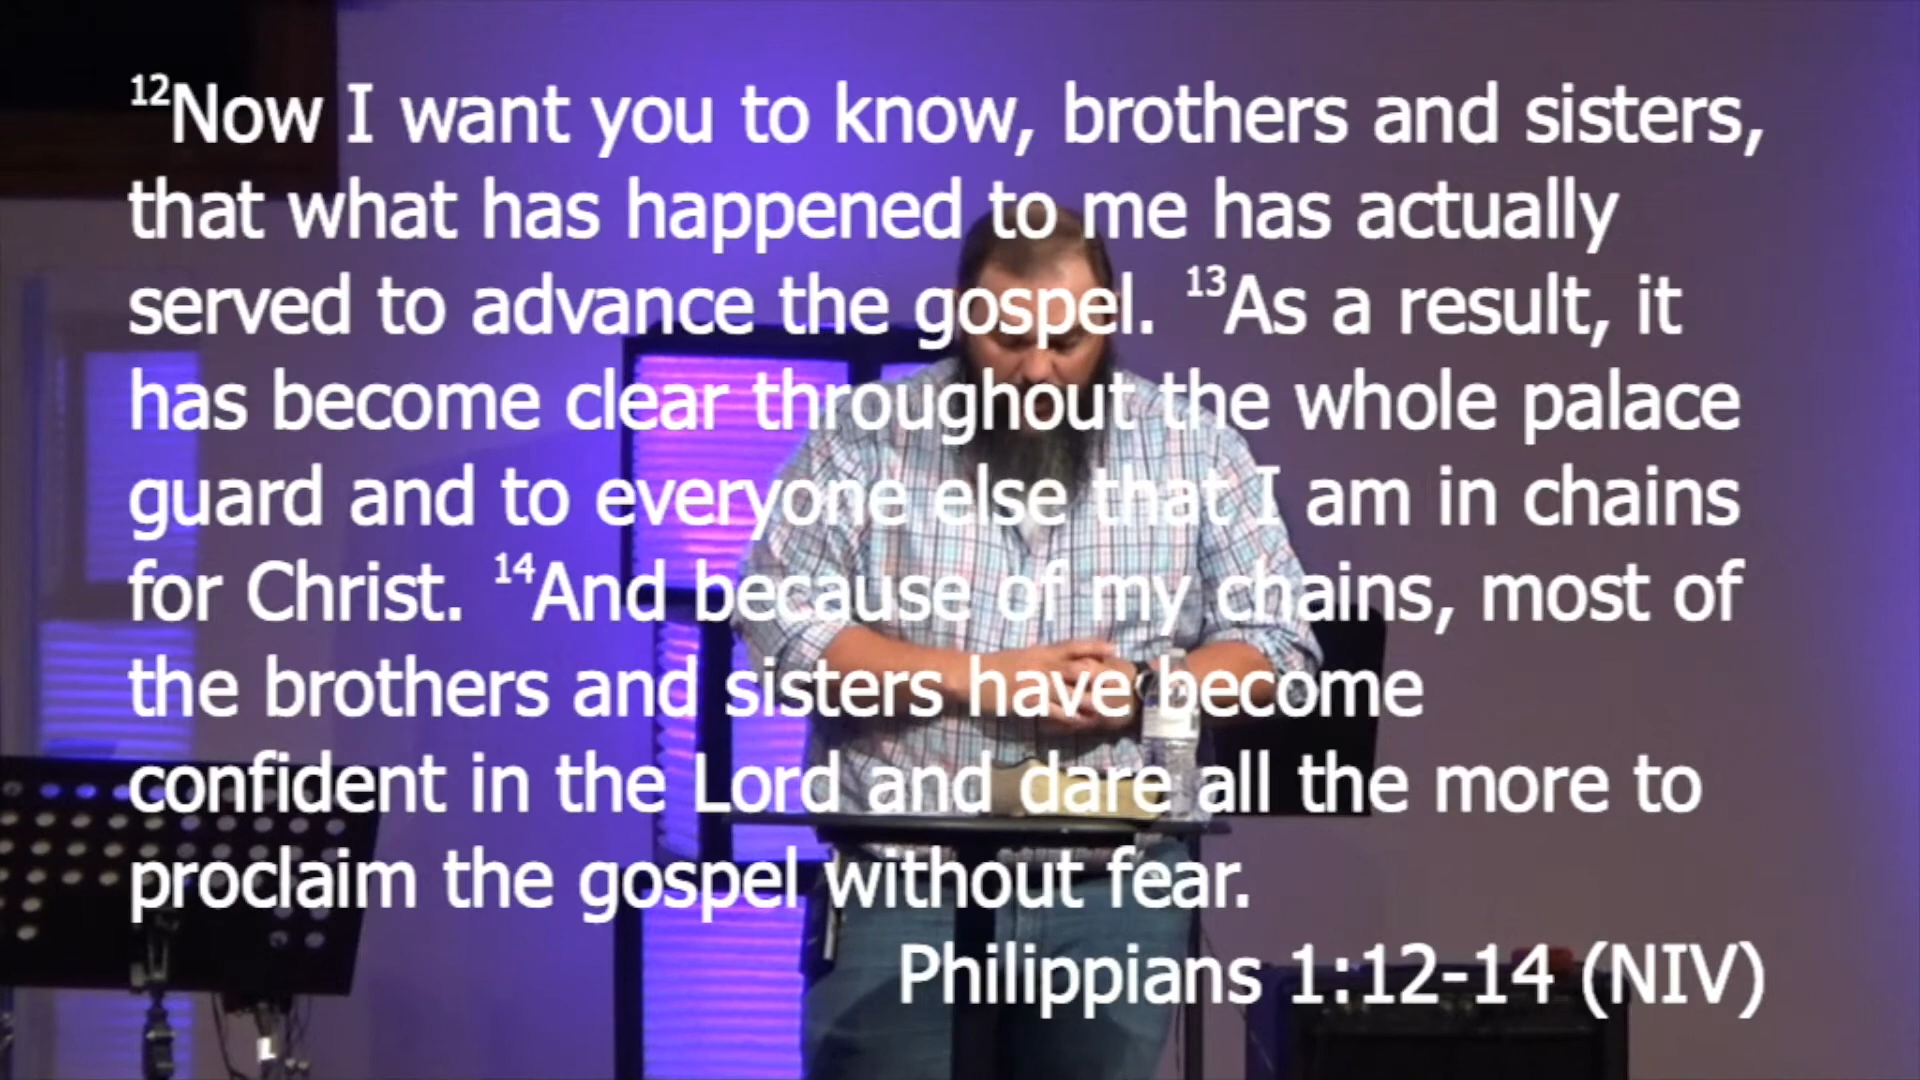 12Now I want you to know, brothers and sisters,
that what has happened to me has actually
served to advance the gospel. 13As a result, it
has become clear throughout the whole palace
guard and to everyone else that I am in chains
for Christ. 14And because of my chains, most of
the brothers and sisters have become
confident in the Lord and dare all the more to
proclaim the gospel without fear.
Philippians 1:12-14 (NIV)